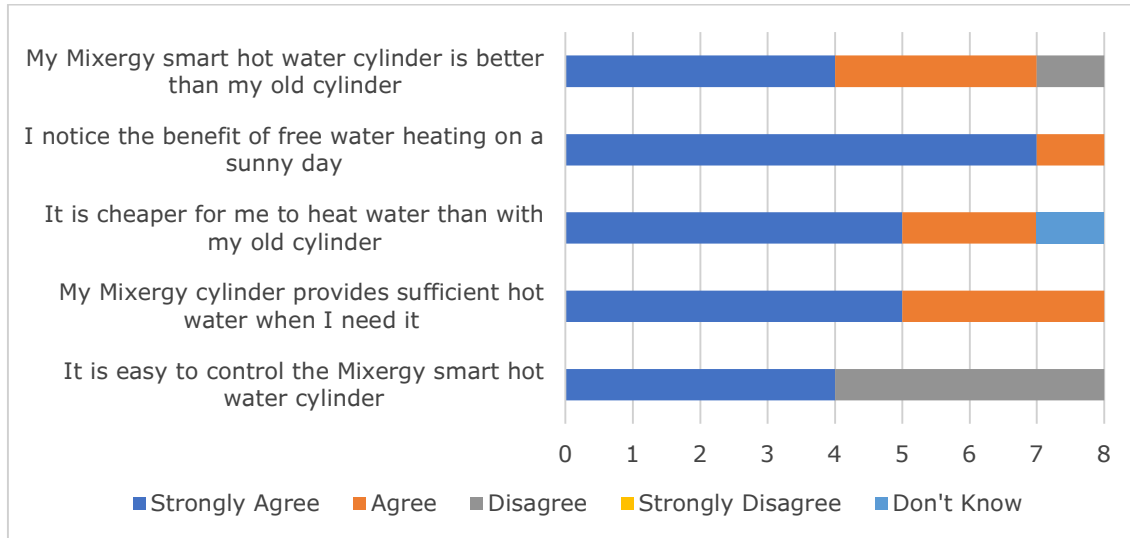 My Mixergy smart hot water cylinder is better
than my old cylinder
I notice the benefit of free water heating on a
sunny day
It is cheaper for me to heat water than with
my old cylinder
My Mixergy cylinder provides sufficient hot
water when I need it
It is easy to control the Mixergy smart hot
water cylinder
0 1 2 3 4 5 6 7 8
Strongly Agree Agree Disagree Strongly Disagree Don't Know